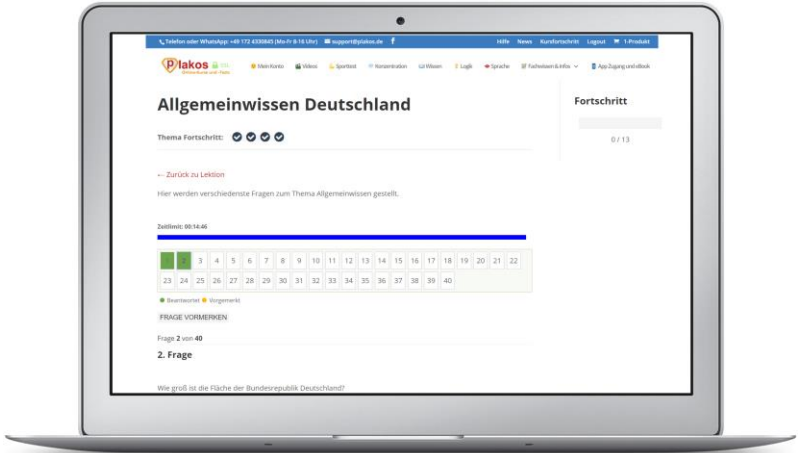 Telefon oder WhatsApp: +49 172 4330845 (Mo-Fr 8-16 Uhr) support@plakos.de f Hilfe News Kursfortschritt Logout 1-Produkt
Plakos Mein Konto Videos Sporttest Konzentration Wissen Logik Sprache Fachwissen & Infos App Zugang und eBook
Allgemeinwissen Deutschland
Fortschritt
Thema Fortschritt:
0 / 13
← Zurück zu Lektion
Hier werden verschiedenste Fragen zum Thema Allgemeinwissen gestellt.
Zeitlimit: 00:14:46
1 2 3 4 5 6 7 8 9 10 11 12 13 14 15 16 17 18 19 20 21 22
23 24 25 26 27 28 29 30 31 32 33 34 35 36 37 38 39 40
Beantwortet Vorgemerkt
FRAGE VORMERKEN
Frage 2 von 40
2. Frage
Wie groß ist die Fläche der Bundesrepublik Deutschland?